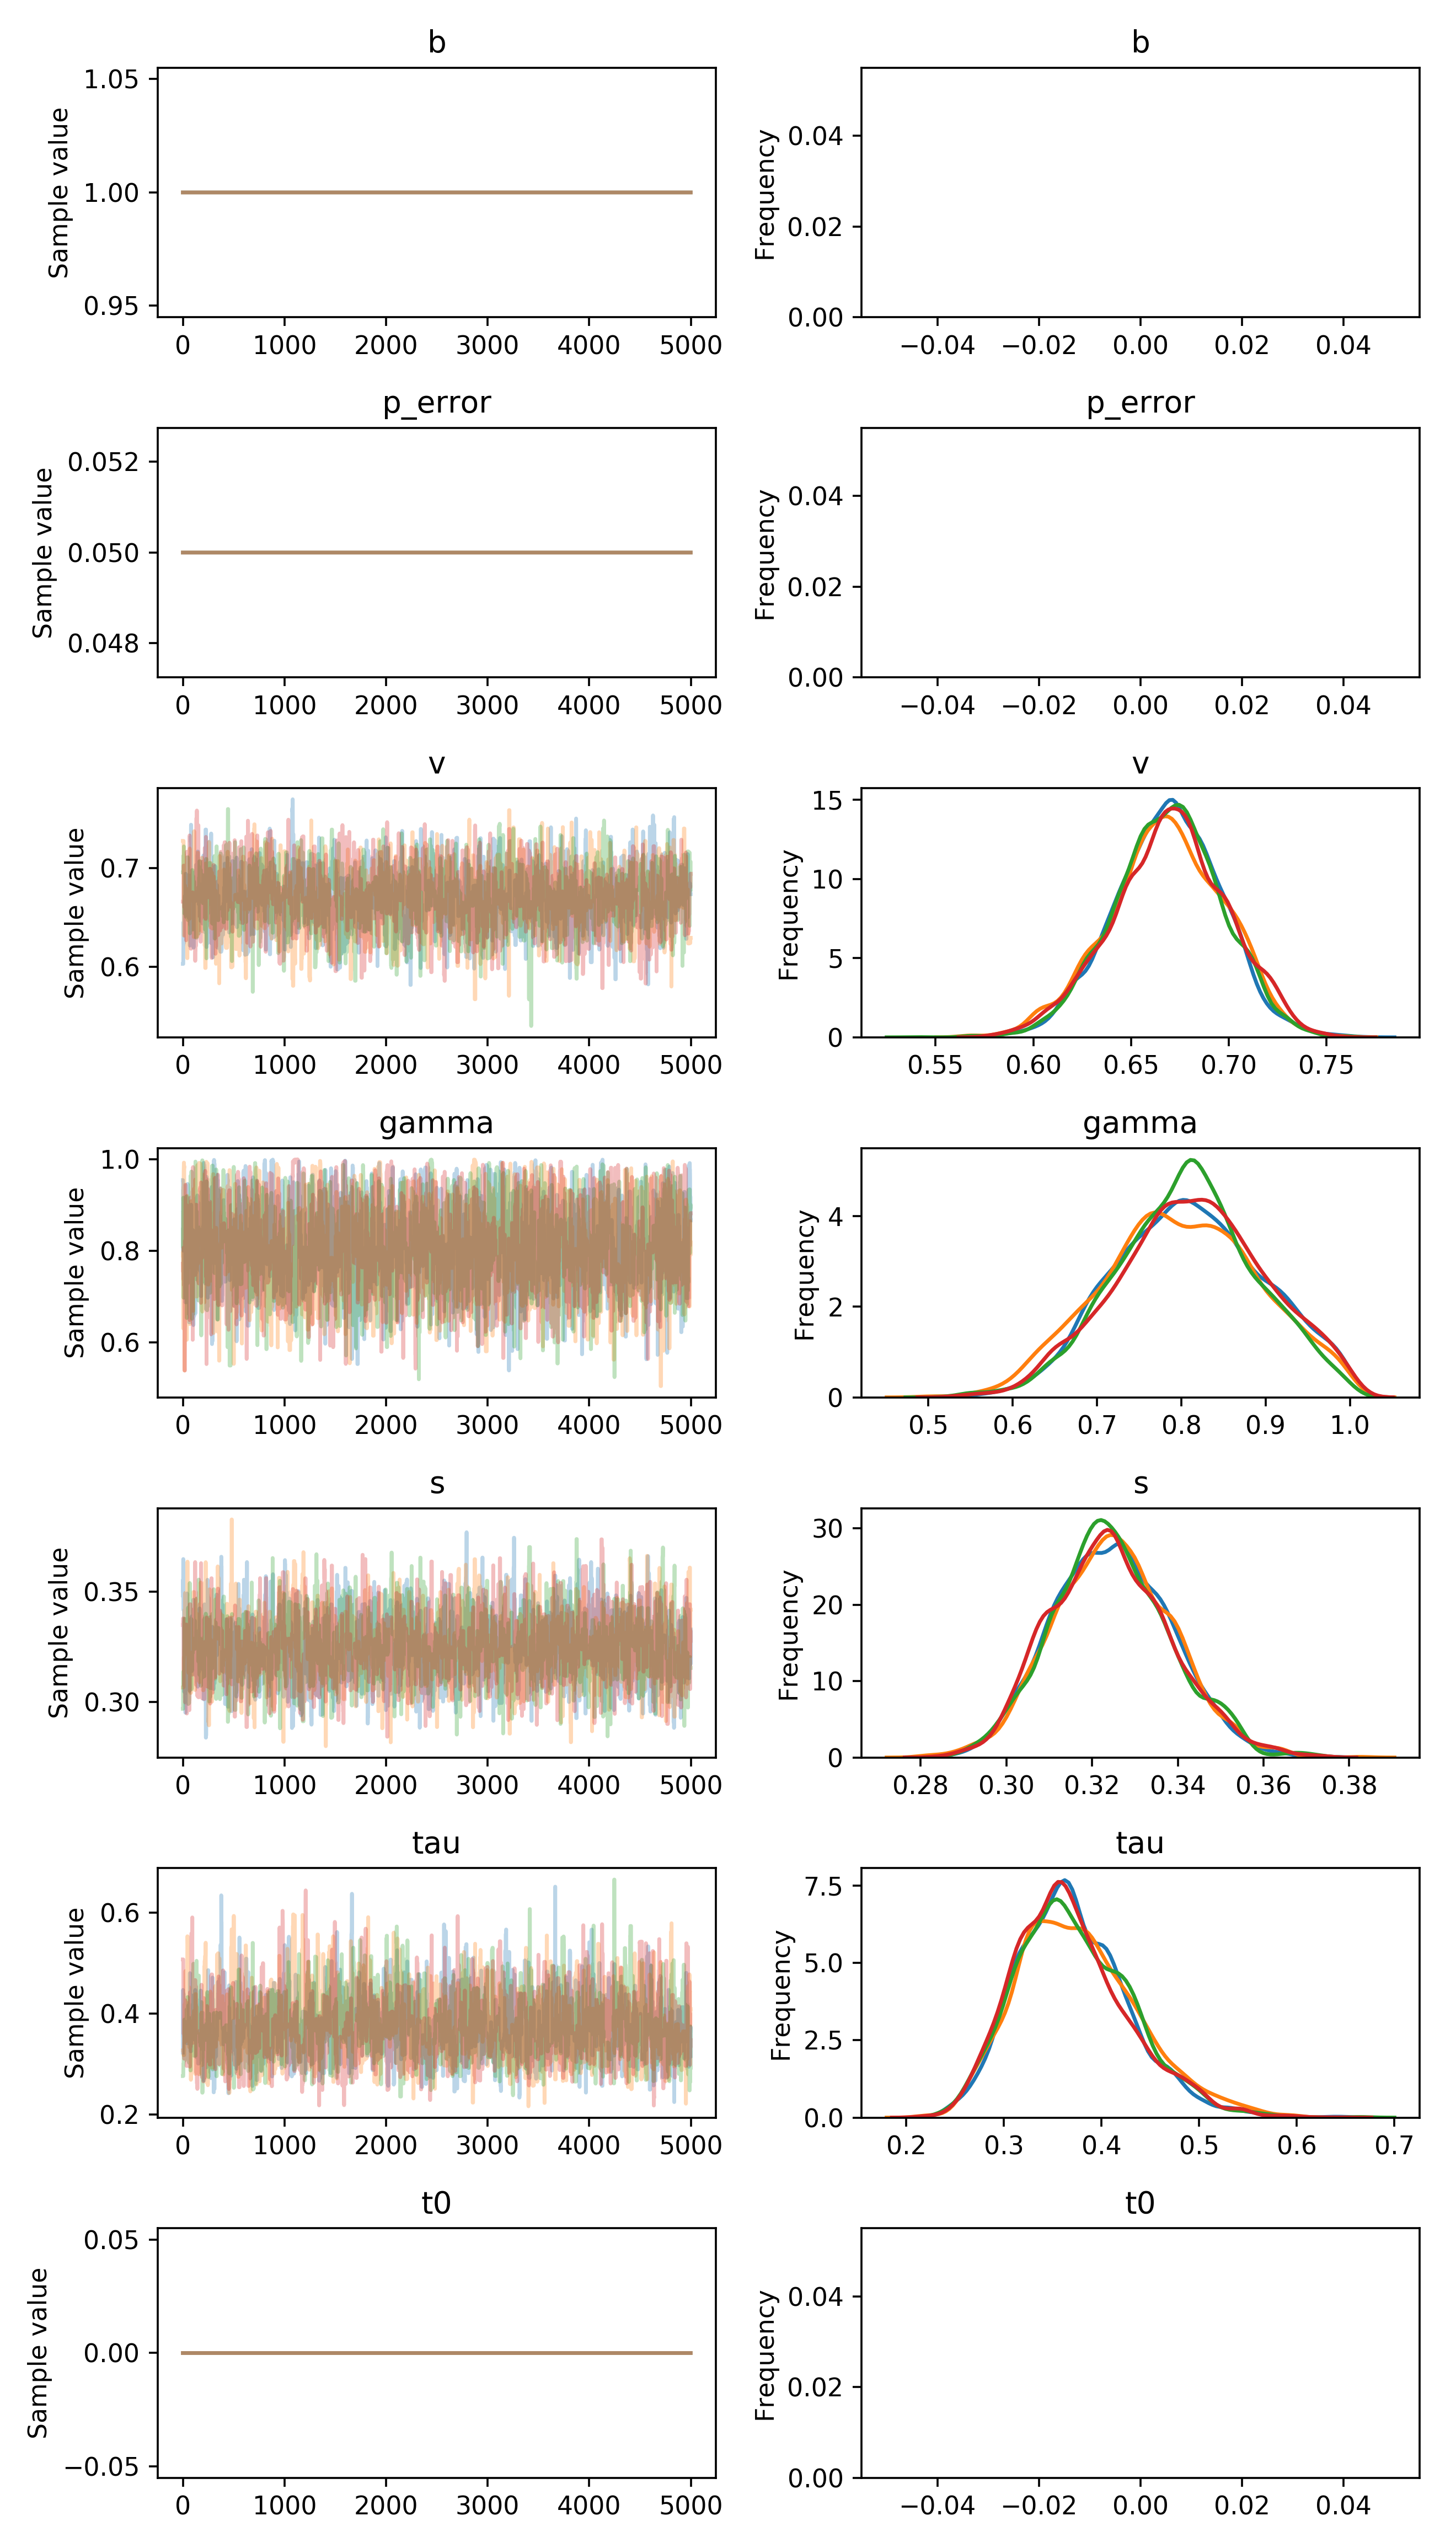 b
b
1.05
1.00
0.95
Sample value
0 1000 2000 3000 4000 5000
0.04
0.02
0.00
Frequency
−0.04 −0.02 0.00 0.02 0.04
p_error
p_error
0.052
0.050
0.048
Sample value
0 1000 2000 3000 4000 5000
0.04
0.02
0.00
Frequency
−0.04 −0.02 0.00 0.02 0.04
v
v
0.7
0.6
Sample value
0 1000 2000 3000 4000 5000
15
10
5
0
Frequency
0.55 0.60 0.65 0.70 0.75
gamma
gamma
1.0
0.8
0.6
Sample value
0 1000 2000 3000 4000 5000
4
2
0
Frequency
0.5 0.6 0.7 0.8 0.9 1.0
s
s
0.35
0.30
Sample value
0 1000 2000 3000 4000 5000
30
20
10
0
Frequency
0.28 0.30 0.32 0.34 0.36 0.38
tau
tau
0.6
0.4
0.2
Sample value
0 1000 2000 3000 4000 5000
7.5
5.0
2.5
0.0
Frequency
0.2 0.3 0.4 0.5 0.6 0.7
t0
t0
0.05
0.00
−0.05
Sample value
0 1000 2000 3000 4000 5000
0.04
0.02
0.00
Frequency
−0.04 −0.02 0.00 0.02 0.04